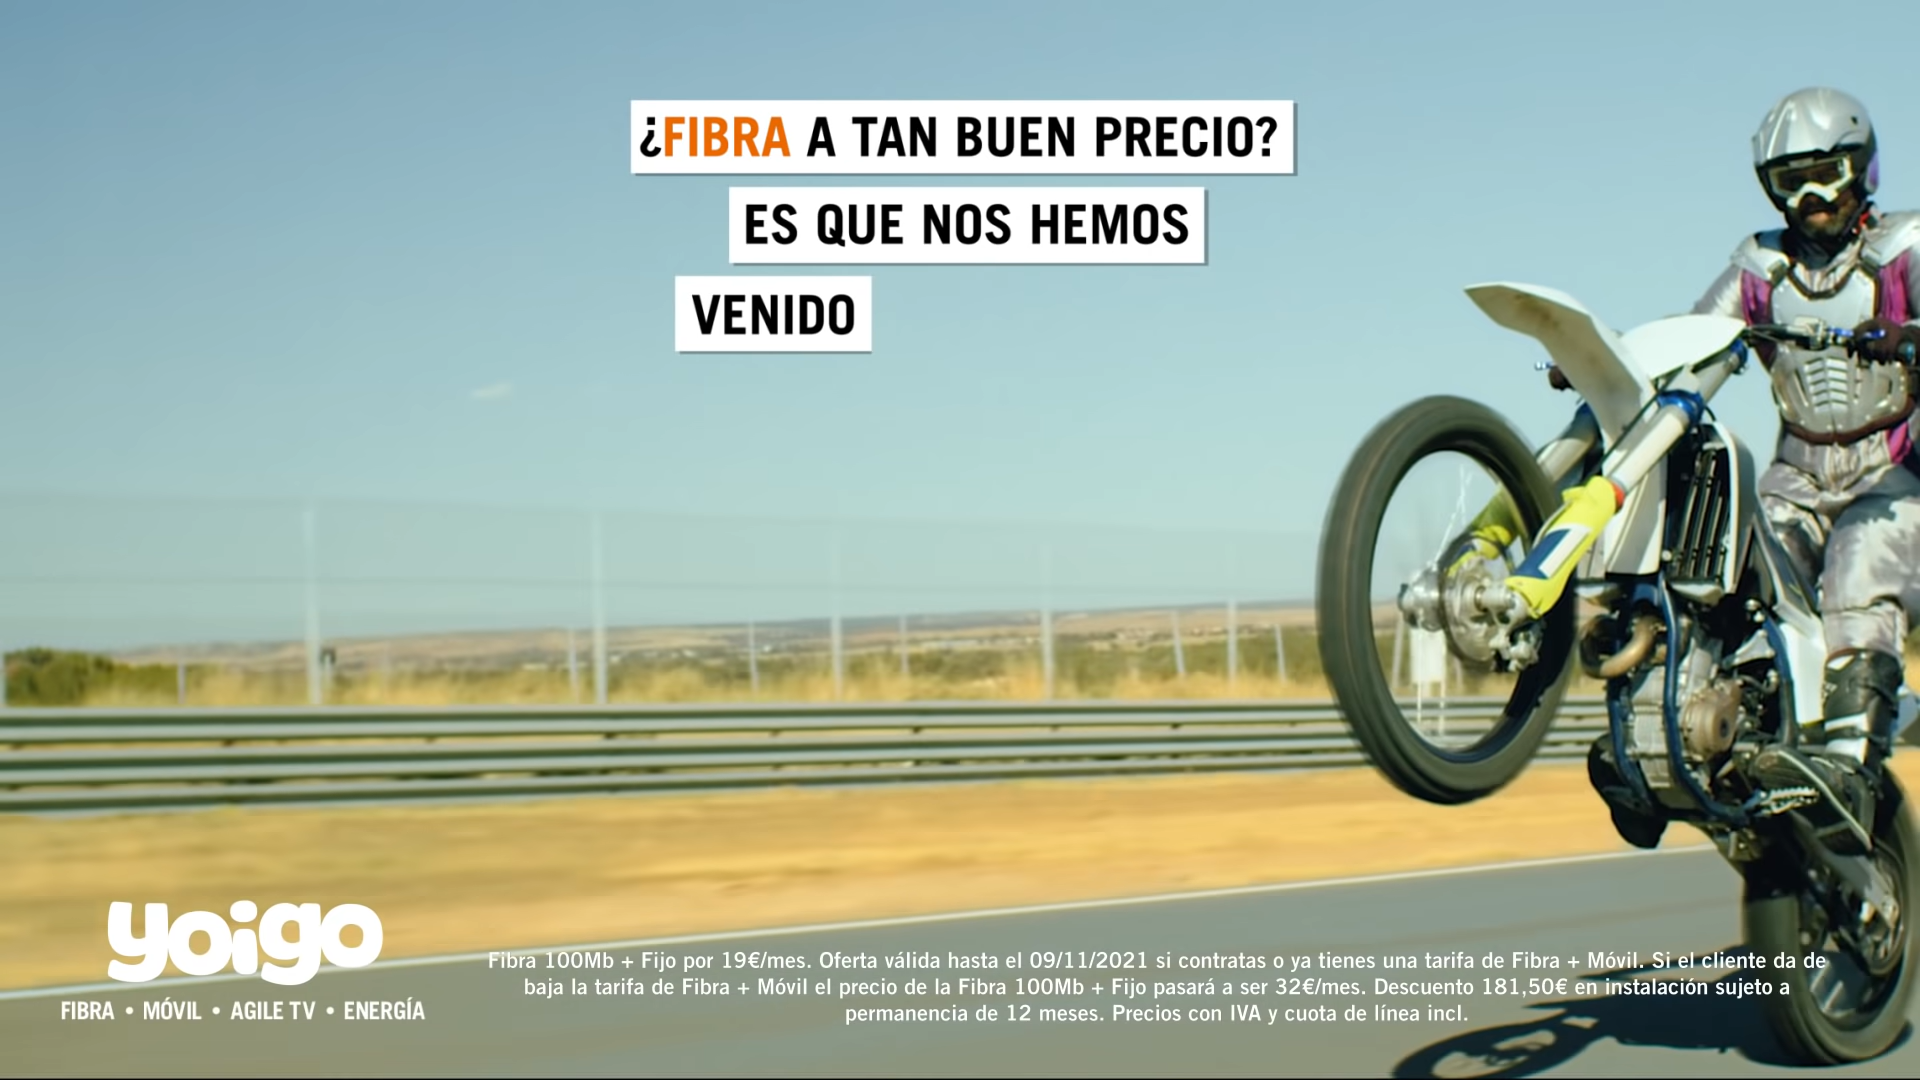 ¿FIBRA A TAN BUEN PRECIO?
ES QUE NOS HEMOS
VENIDO
yoigo
FIBRA • MÓVIL • AGILE TV • ENERGÍA
Fibra 100Mb + Fijo por 19€/mes. Oferta válida hasta el 09/11/2021 si contratas o ya tienes una tarifa de Fibra + Móvil. Si el cliente da de
baja la tarifa de Fibra + Móvil el precio de la Fibra 100Mb + Fijo pasará a ser 32€/mes. Descuento 181,50€ en instalación sujeto a
permanencia de 12 meses. Precios con IVA y cuota de línea incl.